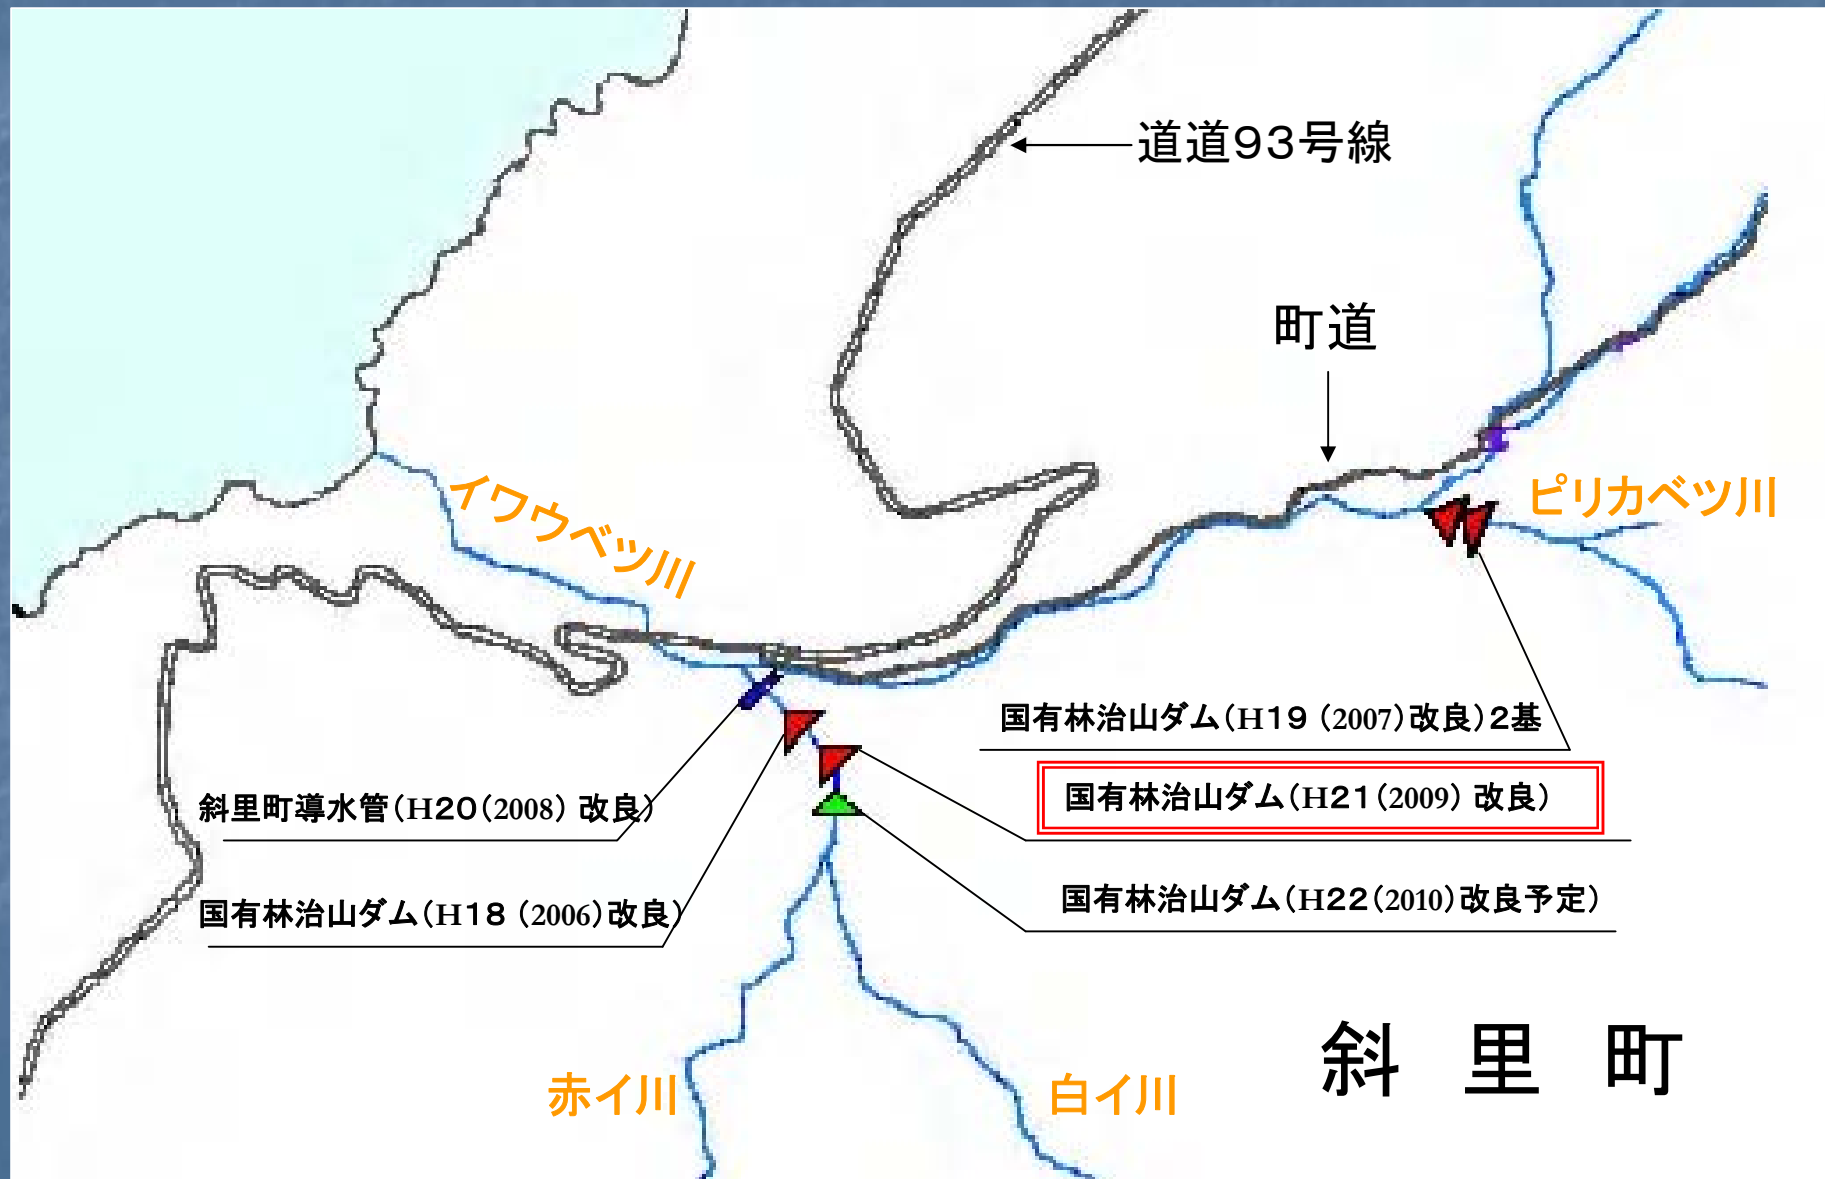 道道93号線
町道
イワウベツ川
ピリカベツ川
国有林治山ダム(H19 (2007)改良)2基
斜里町導水管(H20(2008) 改良)
国有林治山ダム(H21(2009) 改良)
国有林治山ダム(H18 (2006)改良)
国有林治山ダム(H22(2010)改良予定)
斜 里 町
赤イ川
白イ川